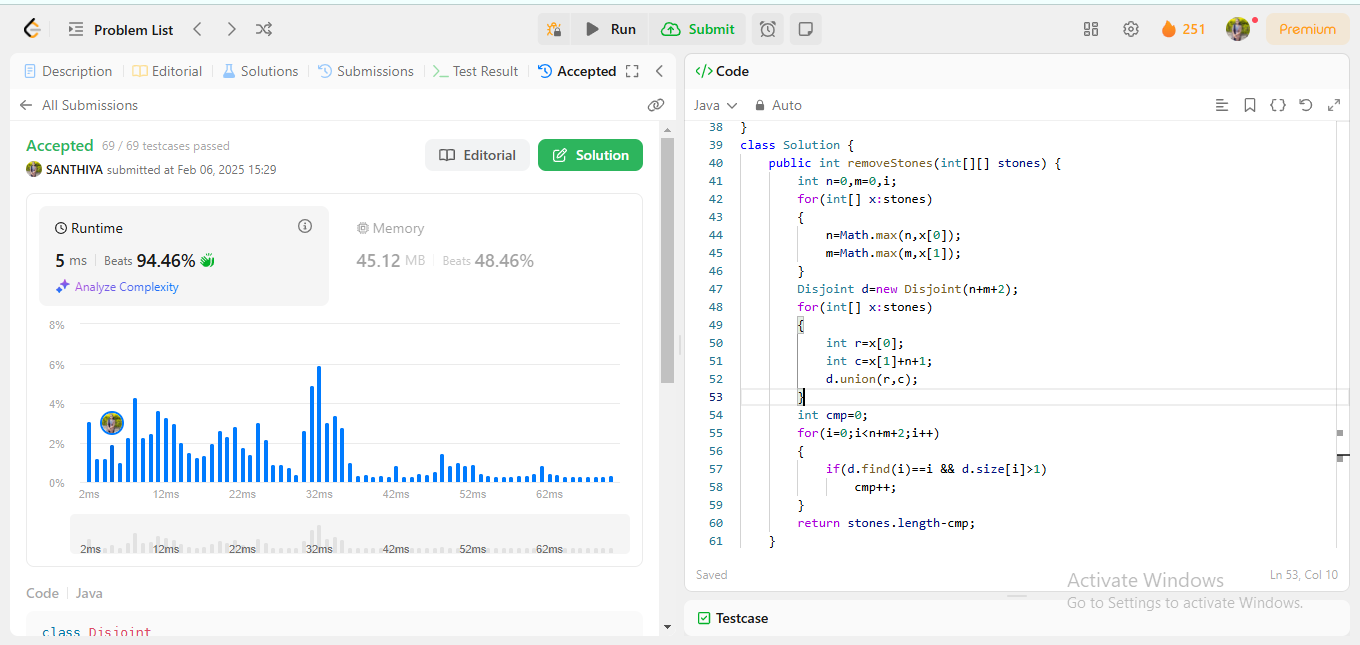 Problem List
Run
Submit
251
Premium
Description
Editorial
Solutions
Submissions
Test Result
Accepted
All Submissions
Accepted 69 / 69 testcases passed
SANTHIYA submitted at Feb 06, 2025 15:29
Editorial
Solution
Runtime
5 ms Beats 94.46%
Analyze Complexity
Memory
45.12 MB Beats 48.46%
8%
6%
4%
2%
0%
2ms 12ms 22ms 32ms 42ms 52ms 62ms
2ms 12ms 22ms 32ms 42ms 52ms 62ms
Code Java
class Disjoint
</>Code
Java Auto
38 }
39 class Solution {
40 public int removeStones(int[][] stones) {
41 int n=0,m=0,i;
42 for(int[] x:stones)
43 {
44 n=Math.max(n,x[0]);
45 m=Math.max(m,x[1]);
46 }
47 Disjoint d=new Disjoint(n+m+2);
48 for(int[] x:stones)
49 {
50 int r=x[0];
51 int c=x[1]+n+1;
52 d.union(r,c);
53 }
54 int cmp=0;
55 for(i=0;i<n+m+2;i++)
56 {
57 if(d.find(i)==i && d.size[i]>1)
58 cmp++;
59 }
60 return stones.length-cmp;
61 }
Saved
Ln 53, Col 10
Activate Windows
Go to Settings to activate Windows.
Testcase